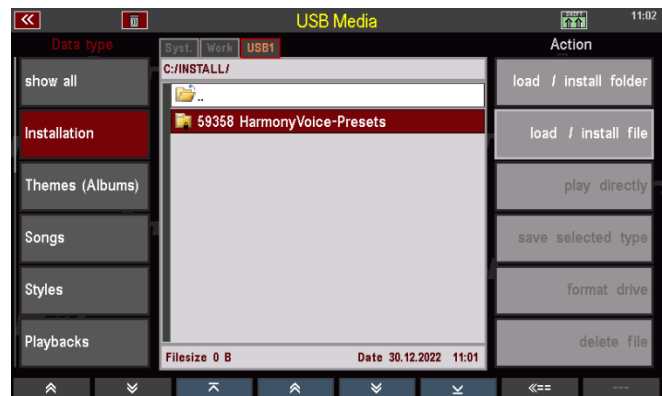 USB Media
11:02
Data type
Syst. Work USB1
Action
C:/INSTALL/
show all
..
load / install folder
59358 HarmonyVoice-Presets
Installation
load / install file
Themes (Albums)
play directly
Songs
save selected type
Styles
format drive
Playbacks
delete file
Filesize 0 B Date 30.12.2022 11:01
«==
---